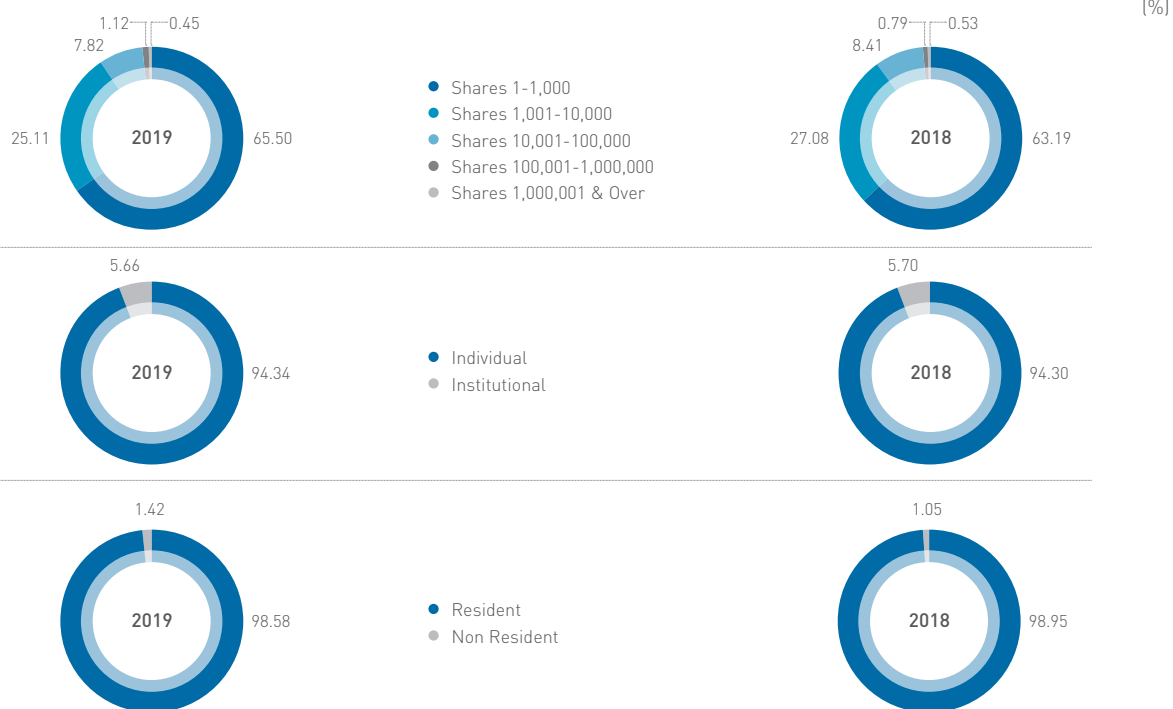 (%)
1.12
0.45
7.82
25.11
2019
65.50
Shares 1-1,000
Shares 1,001-10,000
Shares 10,001-100,000
Shares 100,001-1,000,000
Shares 1,000,001 & Over
0.79
0.53
8.41
27.08
2018
63.19
5.66
2019
94.34
Individual
Institutional
5.70
2018
94.30
1.42
2019
98.58
Resident
Non Resident
1.05
2018
98.95